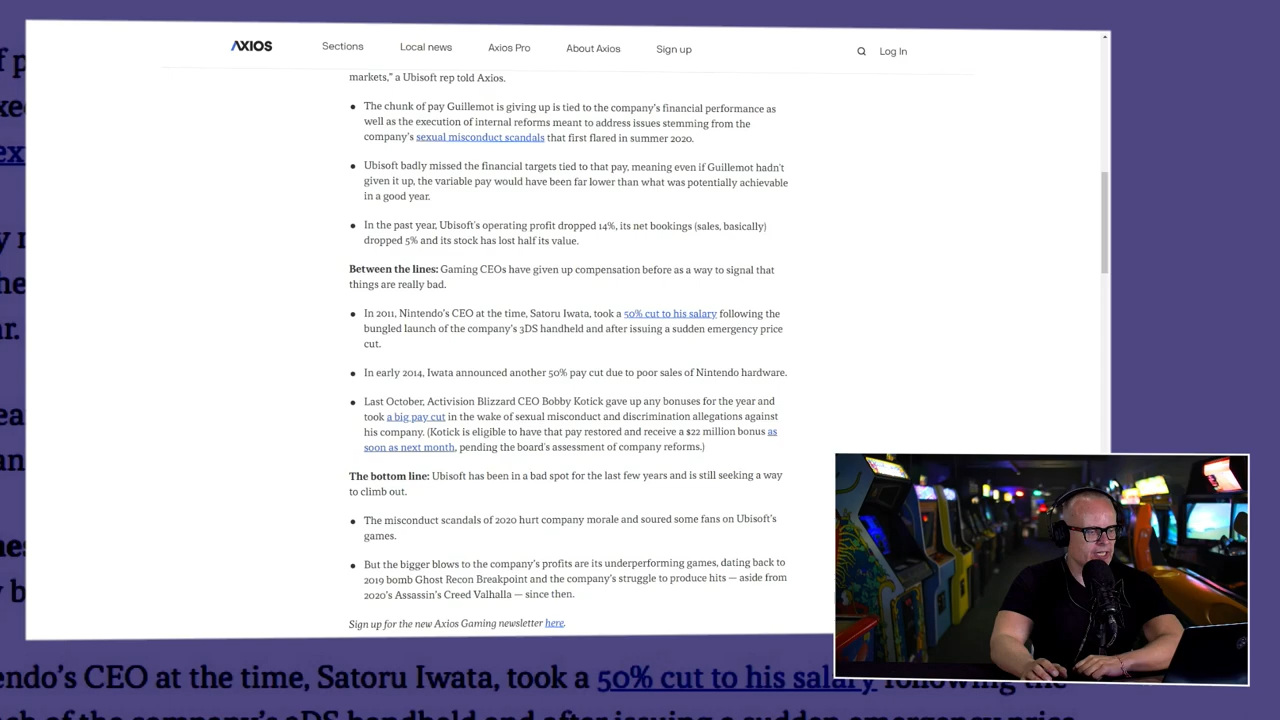 AXIOS Sections Local news Axios Pro About Axios Sign up Log In
markets," a Ubisoft rep told Axios.
● The chunk of pay Guillemot is giving up is tied to the company's financial performance as
well as the execution of internal reforms meant to address issues stemming from the
company's sexual misconduct scandals that first flared in summer 2020.
● Ubisoft badly missed the financial targets tied to that pay, meaning even if Guillemot hadn't
given it up, the variable pay would have been far lower than what was potentially achievable
in a good year.
● In the past year, Ubisoft's operating profit dropped 14%, its net bookings (sales, basically)
dropped 5% and its stock has lost half its value.
Between the lines: Gaming CEOs have given up compensation before as a way to signal that
things are really bad.
● In 2011, Nintendo's CEO at the time, Satoru Iwata, took a 50% cut to his salary following the
bungled launch of the company's 3DS handheld and after issuing a sudden emergency price
cut.
● In early 2014, Iwata announced another 50% pay cut due to poor sales of Nintendo hardware.
● Last October, Activision Blizzard CEO Bobby Kotick gave up any bonuses for the year and
took a big pay cut in the wake of sexual misconduct and discrimination allegations against
his company. (Kotick is eligible to have that pay restored and receive a $22 million bonus as
soon as next month, pending the board's assessment of company reforms.)
The bottom line: Ubisoft has been in a bad spot for the last few years and is still seeking a way
to climb out.
● The misconduct scandals of 2020 hurt company morale and soured some fans on Ubisoft's
games.
● But the bigger blows to the company's profits are its underperforming games, dating back to
2019 bomb Ghost Recon Breakpoint and the company's struggle to produce hits — aside from
2020's Assassin's Creed Valhalla — since then.
Sign up for the new Axios Gaming newsletter here.
ndo's CEO at the time, Satoru Iwata, took a 50% cut to his salary following the